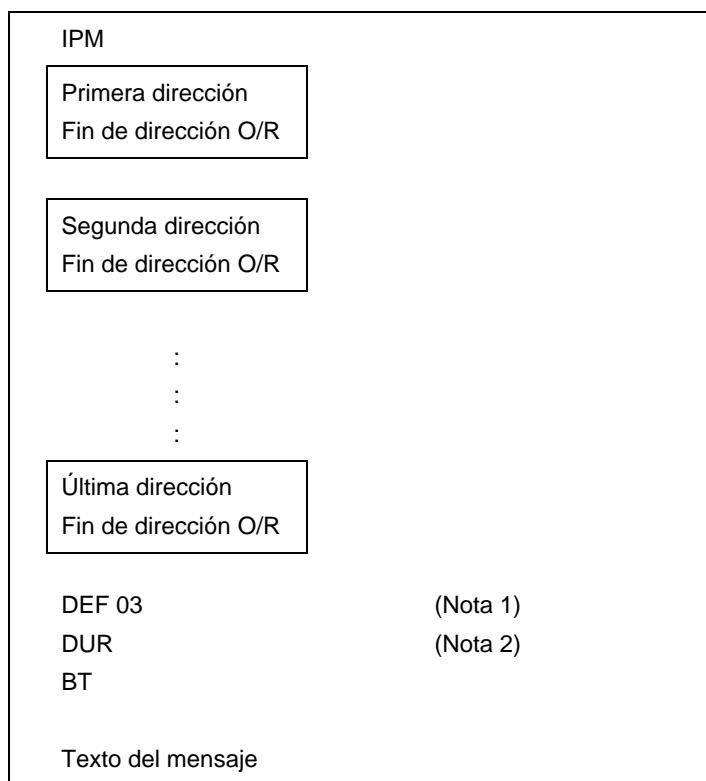 IPM
Primera dirección
Fin de dirección O/R
Segunda dirección
Fin de dirección O/R
:
:
:
Última dirección
Fin de dirección O/R
DEF 03 (Nota 1)
DUR (Nota 2)
BT
Texto del mensaje